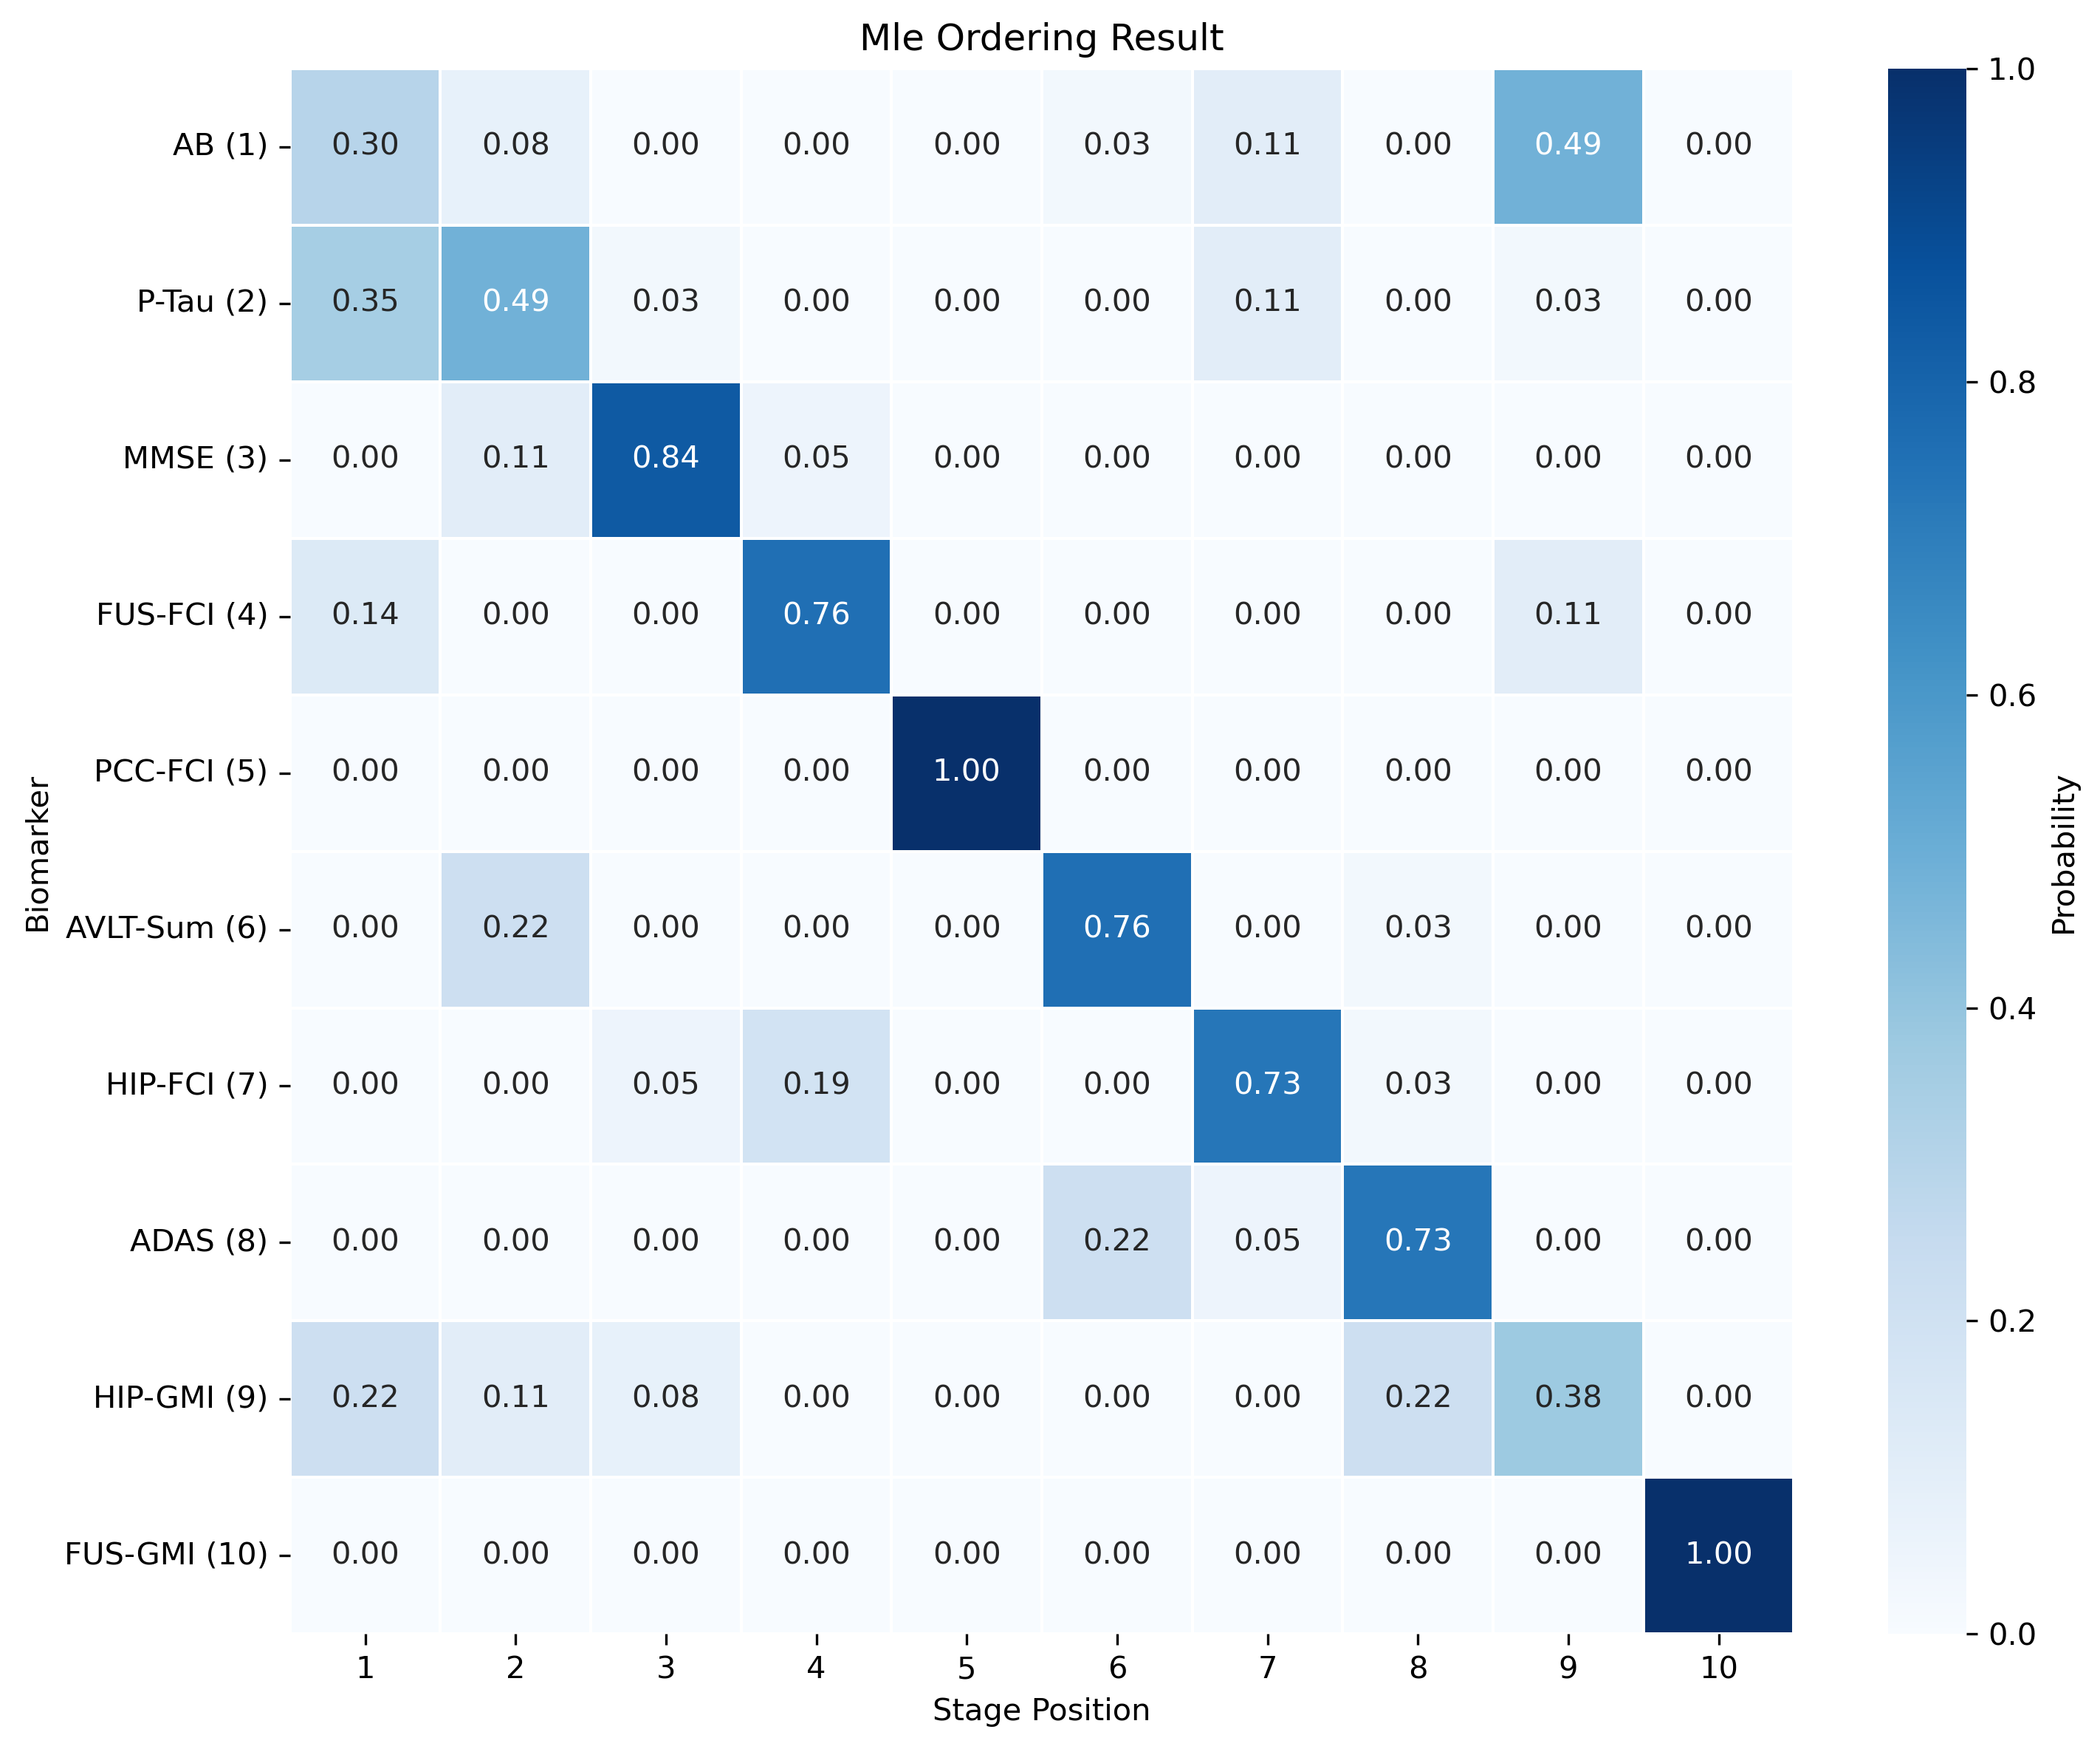 Mle Ordering Result
AB (1) 0.30 0.08 0.00 0.00 0.00 0.03 0.11 0.00 0.49 0.00
P-Tau (2) 0.35 0.49 0.03 0.00 0.00 0.00 0.11 0.00 0.03 0.00
MMSE (3) 0.00 0.11 0.84 0.05 0.00 0.00 0.00 0.00 0.00 0.00
FUS-FCI (4) 0.14 0.00 0.00 0.76 0.00 0.00 0.00 0.00 0.11 0.00
PCC-FCI (5) 0.00 0.00 0.00 0.00 1.00 0.00 0.00 0.00 0.00 0.00
AVLT-Sum (6) 0.00 0.22 0.00 0.00 0.00 0.76 0.00 0.03 0.00 0.00
HIP-FCI (7) 0.00 0.00 0.05 0.19 0.00 0.00 0.73 0.03 0.00 0.00
ADAS (8) 0.00 0.00 0.00 0.00 0.00 0.22 0.05 0.73 0.00 0.00
HIP-GMI (9) 0.22 0.11 0.08 0.00 0.00 0.00 0.00 0.22 0.38 0.00
FUS-GMI (10) 0.00 0.00 0.00 0.00 0.00 0.00 0.00 0.00 0.00 1.00
1 2 3 4 5 6 7 8 9 10
Stage Position
Biomarker
1.0
0.8
0.6
0.4
0.2
0.0
Probability